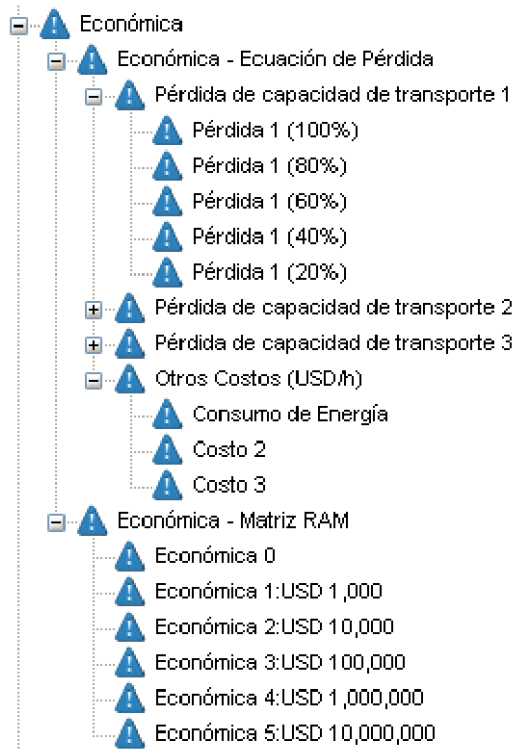 Económica
Económica - Ecuación de Pérdida
Pérdida de capacidad de transporte 1
Pérdida 1 (100%)
Pérdida 1 (80%)
Pérdida 1 (60%)
Pérdida 1 (40%)
Pérdida 1 (20%)
Pérdida de capacidad de transporte 2
Pérdida de capacidad de transporte 3
Otros Costos (USD/h)
Consumo de Energía
Costo 2
Costo 3
Económica - Matriz RAM
Económica 0
Económica 1:USD 1,000
Económica 2:USD 10,000
Económica 3:USD 100,000
Económica 4:USD 1,000,000
Económica 5:USD 10,000,000